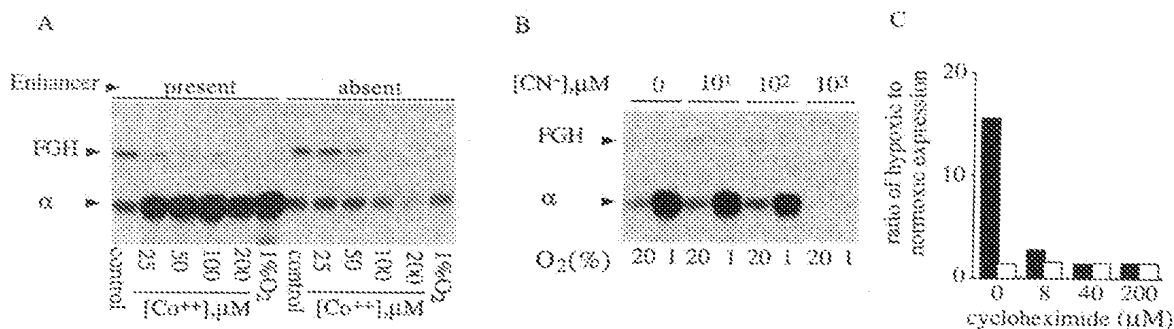 A
Enhancer
present
absent
FGH
α
control
25
50
100
200
1%O₂
control
25
50
100
200
1%O₂
[Co⁺⁺],μM
[Co⁺⁺],μM
B
[CN⁻],μM 0 10¹ 10² 10³
FGH
α
O₂(%) 20 1 20 1 20 1 20 1
C
ratio of hypoxic to
normoxic expression
20
10
0
0 8 40 200
cycloheximide (μM)